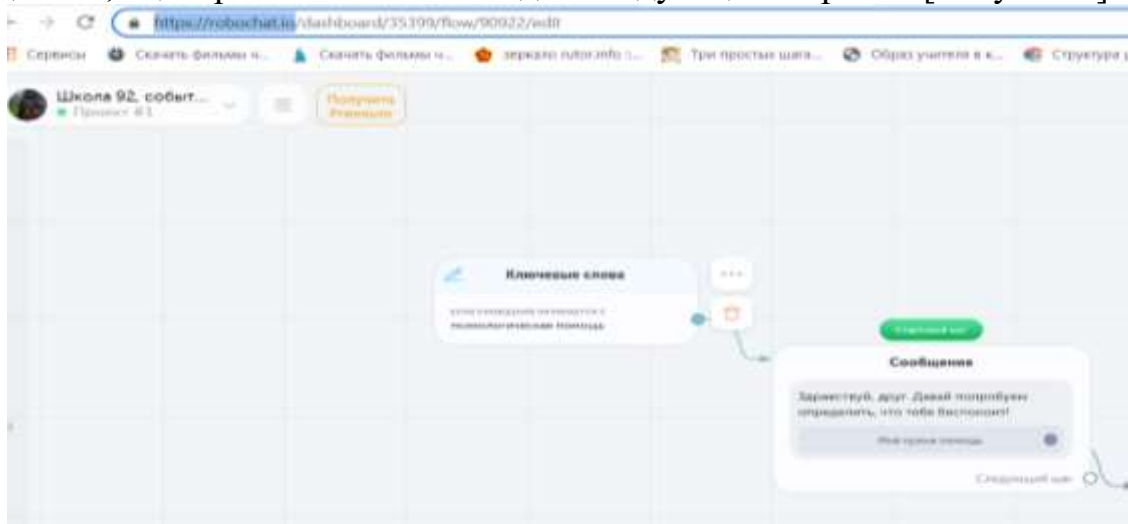 https://robochat.io/dashboard/35399/flow/90922/edit
Сервисы Скачать фильмы н... Скачать фильмы н... зеркало rutor.info :... Три простых шага... Образ учителя в к... Структура
Школа 92, событ...
Проект #1
Получить
Premium
Ключевые слова
психологическая помощь
Стартовый шаг
Сообщение
Здравствуй, друг. Давай попробуем
определить, что тебя беспокоит!
Мне нужна помощь
Следующий шаг